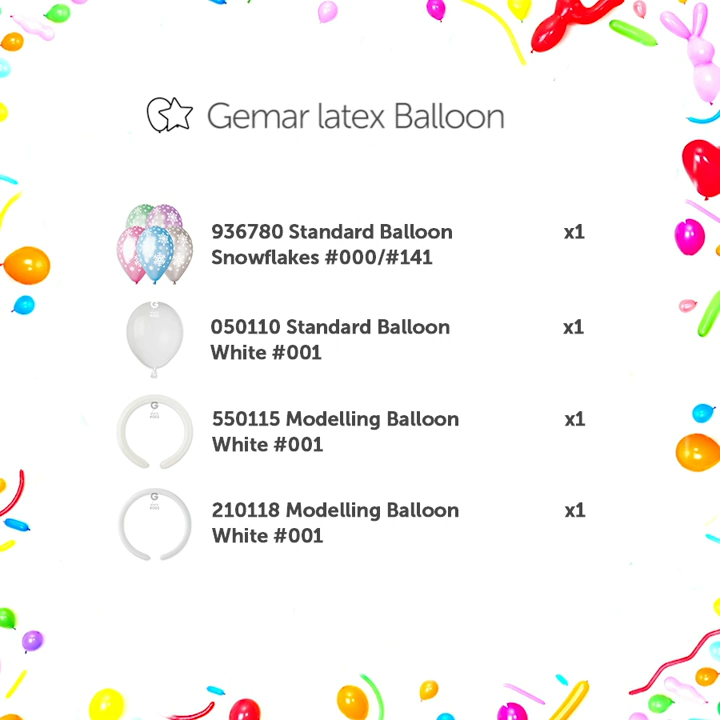 Gemar latex Balloon
936780 Standard Balloon x1
Snowflakes #000/#141
G
050110 Standard Balloon x1
White #001
G
550115 Modelling Balloon x1
White #001
G
210118 Modelling Balloon x1
White #001